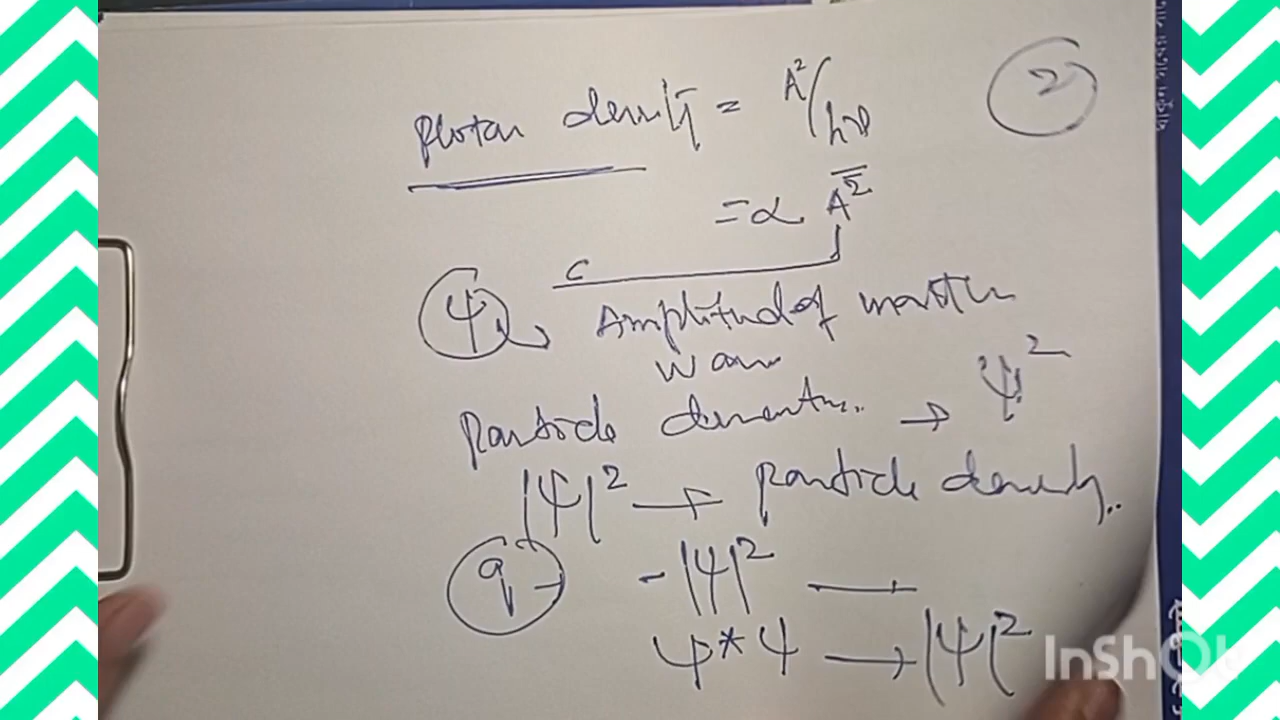 photon density = A²/hν
2
= α A²
ψ Amplitude of matter
wave
Particle → ψ²
|ψ|² → particle density..
q - |ψ|² —
ψ*ψ → |ψ|²
InShOt